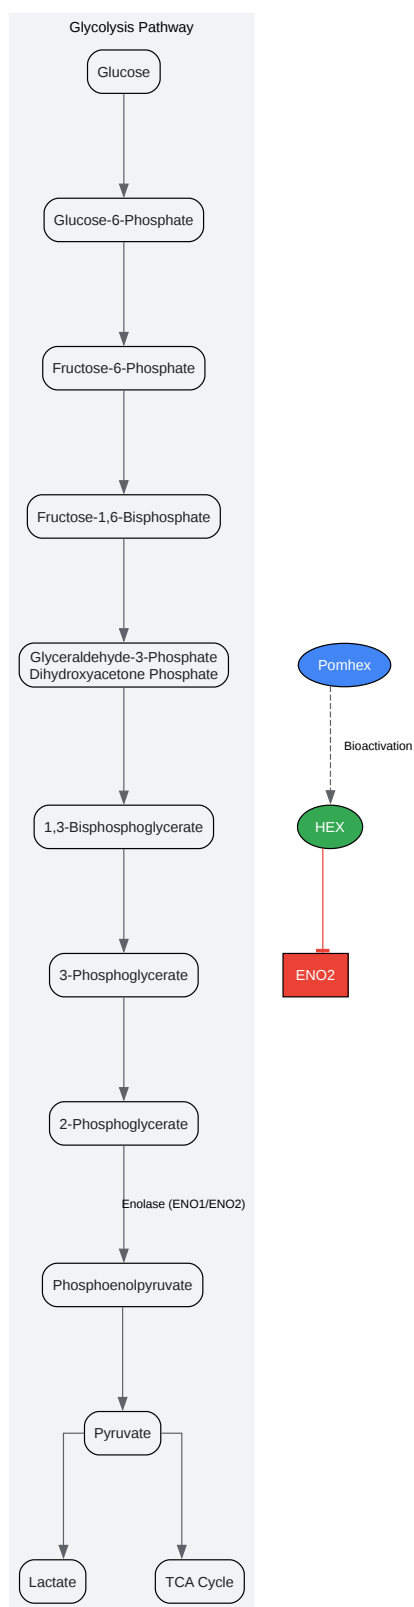 Glycolysis Pathway
Glucose
Glucose-6-Phosphate
Fructose-6-Phosphate
Fructose-1,6-Bisphosphate
Glyceraldehyde-3-Phosphate
Dihydroxyacetone Phosphate
Pomhex
Bioactivation
1,3-Bisphosphoglycerate
HEX
3-Phosphoglycerate
ENO2
2-Phosphoglycerate
Enolase (ENO1/ENO2)
Phosphoenolpyruvate
Pyruvate
Lactate
TCA Cycle